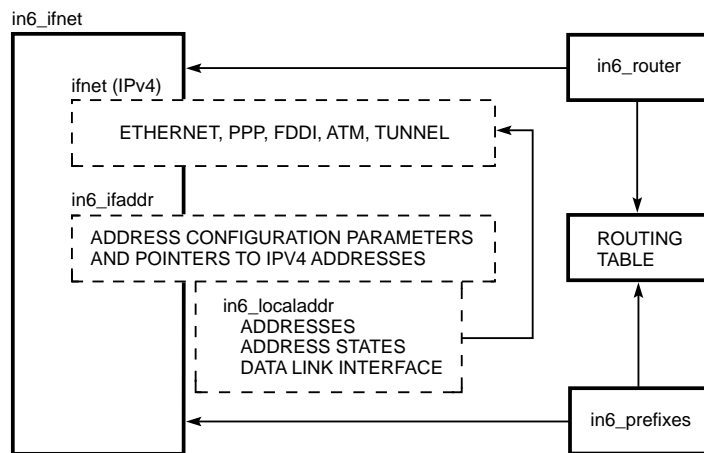 in6_ifnet
ifnet (IPv4)
ETHERNET, PPP, FDDI, ATM, TUNNEL
in6_router
in6_ifaddr
ADDRESS CONFIGURATION PARAMETERS
AND POINTERS TO IPV4 ADDRESSES
ROUTING
TABLE
in6_localaddr
ADDRESSES
ADDRESS STATES
DATA LINK INTERFACE
in6_prefixes